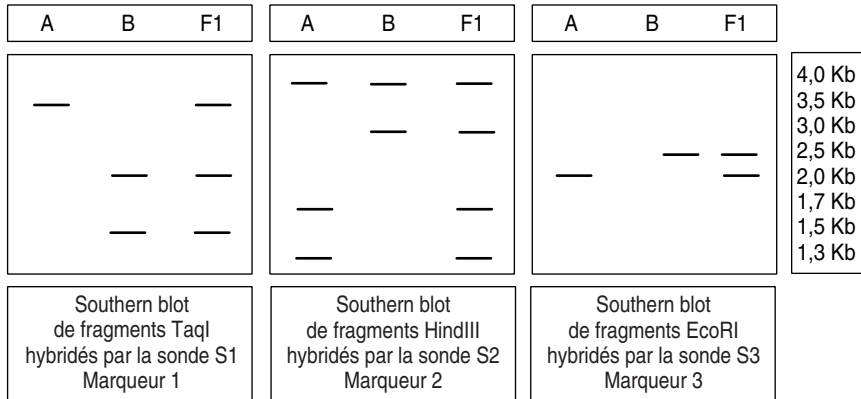 A B F1
A B F1
A B F1
4,0 Kb
3,5 Kb
3,0 Kb
2,5 Kb
2,0 Kb
1,7 Kb
1,5 Kb
1,3 Kb
Southern blot
de fragments TaqI
hybridés par la sonde S1
Marqueur 1
Southern blot
de fragments HindIII
hybridés par la sonde S2
Marqueur 2
Southern blot
de fragments EcoRI
hybridés par la sonde S3
Marqueur 3